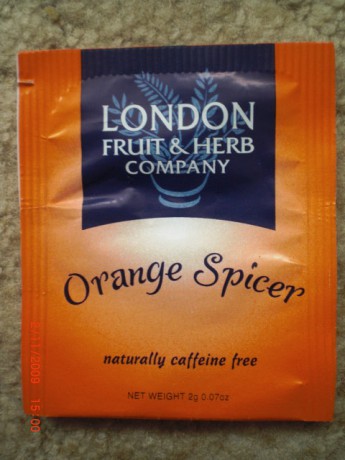 LONDON
FRUIT & HERB
COMPANY
Orange Spicer
naturally caffeine free
NET WEIGHT 2g 0.07oz